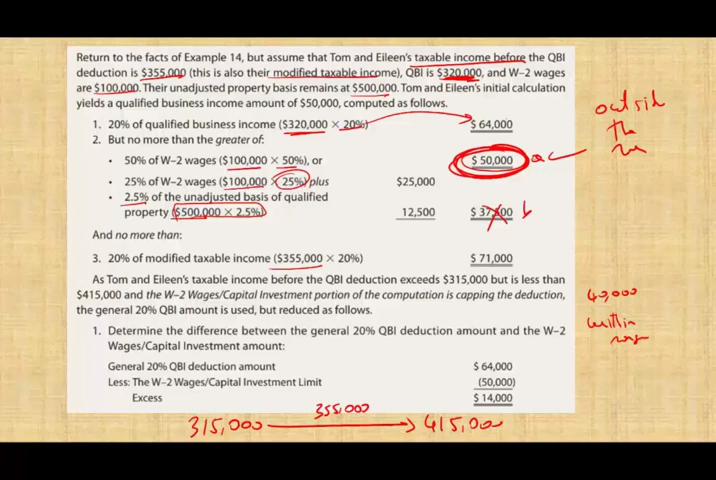 Return to the facts of Example 14, but assume that Tom and Eileen's taxable income before the QBI
deduction is $355,000 (this is also their modified taxable income), QBI is $320,000, and W-2 wages
are $100,000. Their unadjusted property basis remains at $500,000. Tom and Eileen's initial calculation
yields a qualified business income amount of $50,000, computed as follows.
1. 20% of qualified business income ($320,000 × 20%) $ 64,000
2. But no more than the greater of:
• 50% of W-2 wages ($100,000 × 50%), or $ 50,000
• 25% of W-2 wages ($100,000 × 25%) plus $25,000
• 2.5% of the unadjusted basis of qualified
property ($500,000 × 2.5%) 12,500 $ 37,500
And no more than:
3. 20% of modified taxable income ($355,000 × 20%) $ 71,000
As Tom and Eileen's taxable income before the QBI deduction exceeds $315,000 but is less than
$415,000 and the W-2 Wages/Capital Investment portion of the computation is capping the deduction,
the general 20% QBI amount is used, but reduced as follows.
1. Determine the difference between the general 20% QBI deduction amount and the W-2
Wages/Capital Investment amount:
General 20% QBI deduction amount $ 64,000
Less: The W-2 Wages/Capital Investment Limit (50,000)
Excess $ 14,000
355,000
315,000 415,000
outside
the
40,000
within